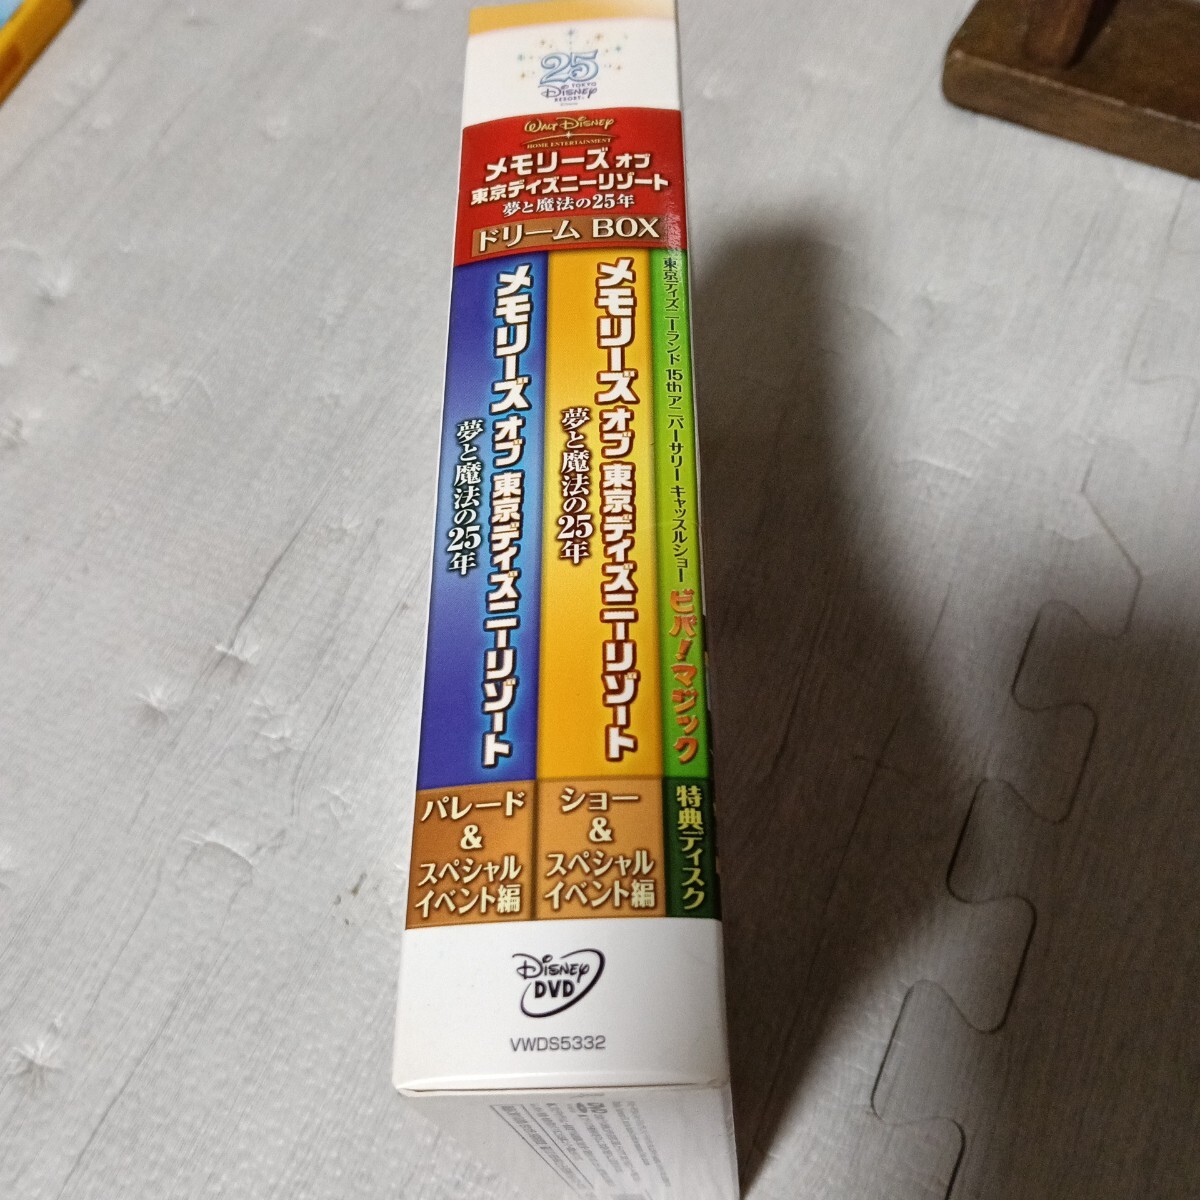 25
TOKYO
DISNEY
RESORT
WALT DISNEY
HOME ENTERTAINMENT
メモリーズ オブ
東京ディズニーリゾート
夢と魔法の25年
ドリーム BOX
メモリーズ オブ 東京ディズニーリゾート
夢と魔法の25年
パレード
&
スペシャル
イベント編
メモリーズ オブ 東京ディズニーリゾート
夢と魔法の25年
ショー
&
スペシャル
イベント編
東京ディズニーランド 15thアニバーサリー キャッスルショー ビバ!マジック
特典ディスク
DISNEY
DVD
VWDS5332